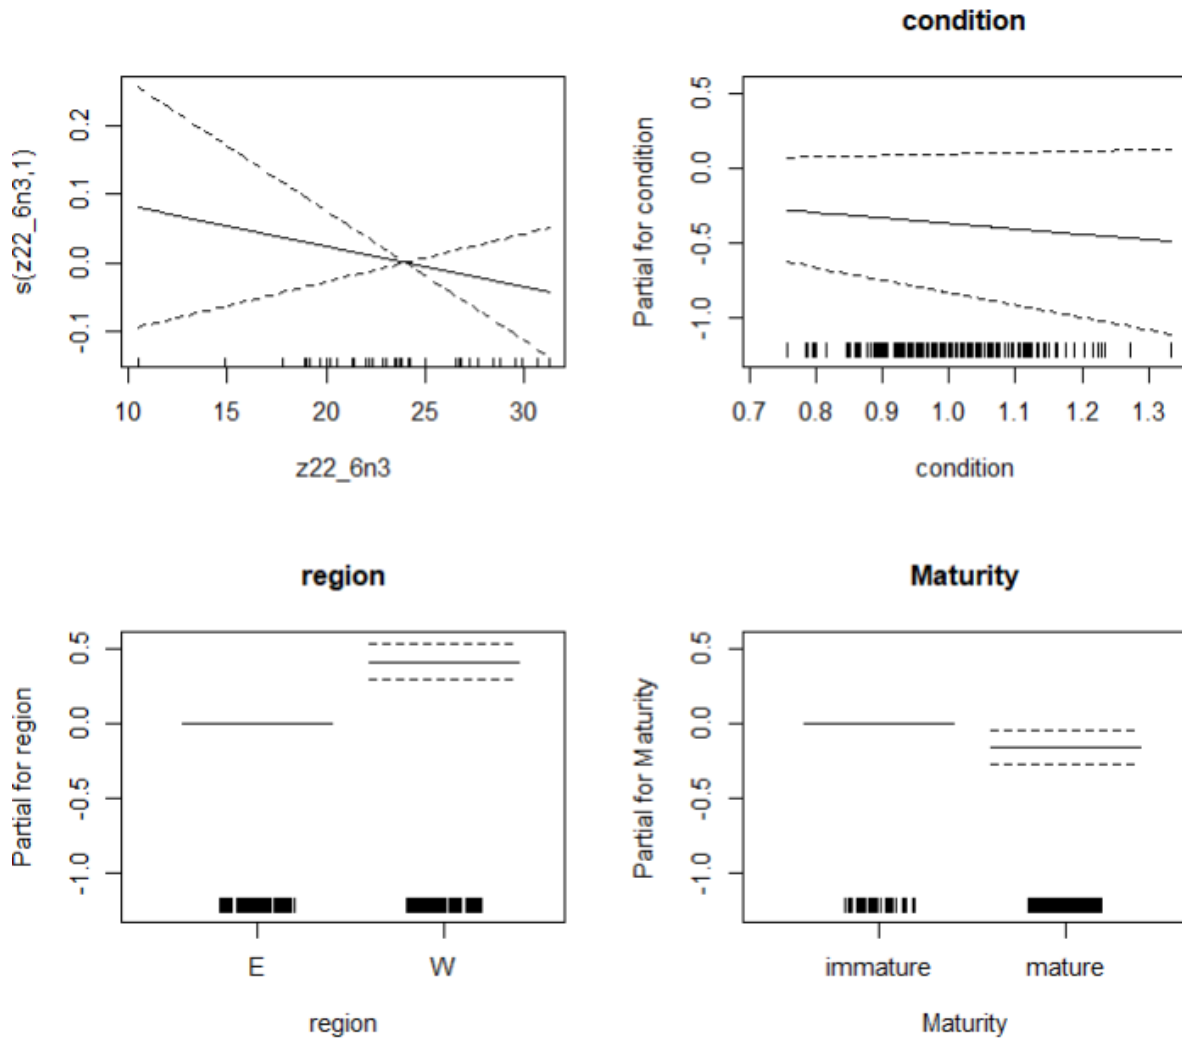 condition
s(z22_6n3,1)
0.2
0.1
0.0
-0.1
10 15 20 25 30
z22_6n3
Partial for condition
0.5
0.0
-0.5
-1.0
0.7 0.8 0.9 1.0 1.1 1.2 1.3
condition
region
Partial for region
0.5
0.0
-0.5
-1.0
E W
region
Maturity
Partial for Maturity
0.5
0.0
-0.5
-1.0
immature mature
Maturity